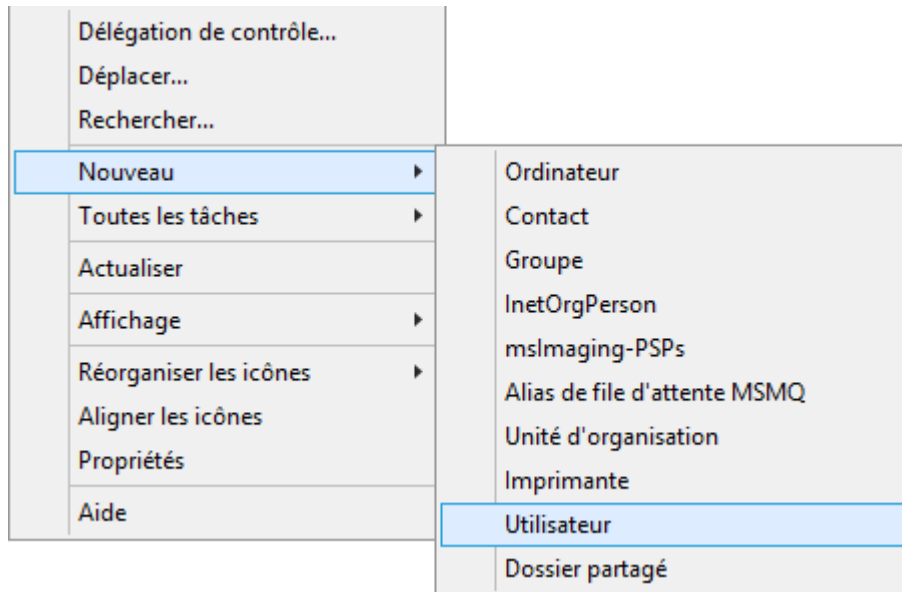 Délégation de contrôle...
Déplacer...
Rechercher...
Nouveau
Toutes les tâches
Actualiser
Affichage
Réorganiser les icônes
Aligner les icônes
Propriétés
Aide
Ordinateur
Contact
Groupe
InetOrgPerson
msImaging-PSPs
Alias de file d'attente MSMQ
Unité d'organisation
Imprimante
Utilisateur
Dossier partagé